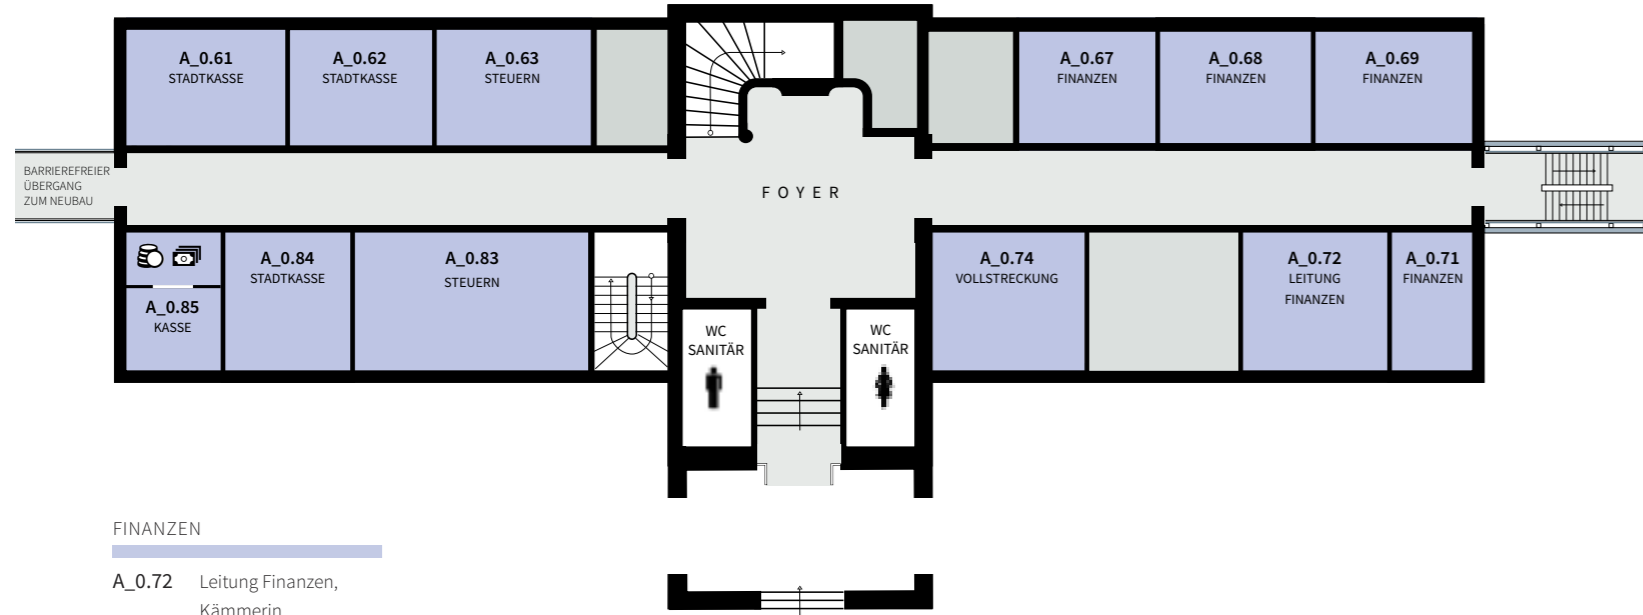 A_0.61
STADTKASSE
A_0.62
STADTKASSE
A_0.63
STEUERN
A_0.67
FINANZEN
A_0.68
FINANZEN
A_0.69
FINANZEN
BARRIEREFREIER
ÜBERGANG
ZUM NEUBAU
FOYER
A_0.85
KASSE
A_0.84
STADTKASSE
A_0.83
STEUERN
WC
SANITÄR
WC
SANITÄR
A_0.74
VOLLSTRECKUNG
A_0.72
LEITUNG
FINANZEN
A_0.71
FINANZEN
FINANZEN
A_0.72 Leitung Finanzen,
Kämmerin